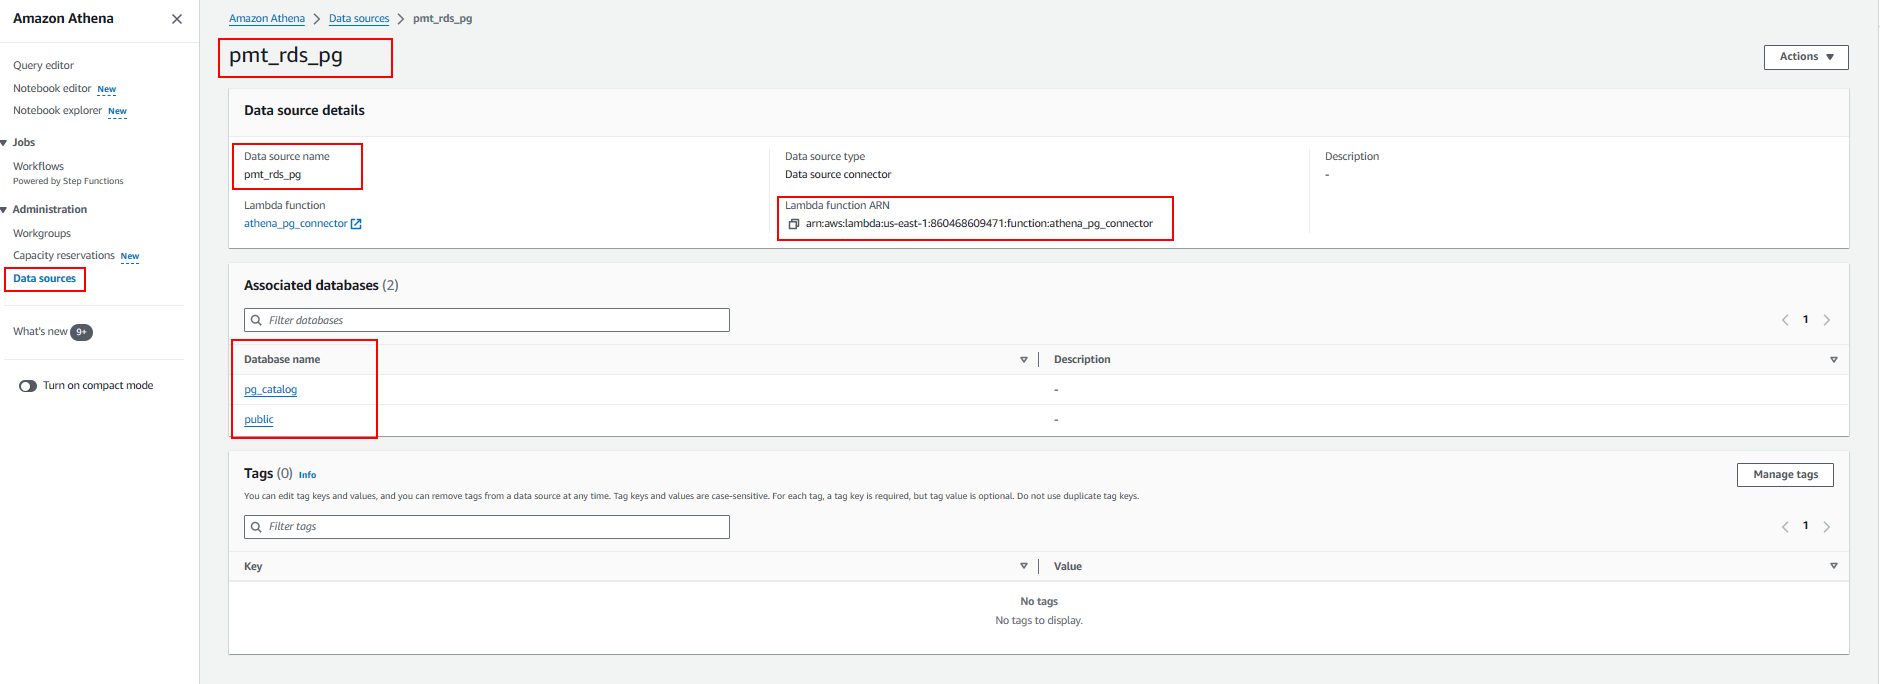 Amazon Athena
Query editor
Notebook editor New
Notebook explorer New
Jobs
Workflows
Powered by Step Functions
Administration
Workgroups
Capacity reservations New
Data sources
What's new 9+
Turn on compact mode
Amazon Athena > Data sources > pmt_rds_pg
pmt_rds_pg
Actions
Data source details
Data source name
pmt_rds_pg
Lambda function
athena_pg_connector
Data source type
Data source connector
Lambda function ARN
arn:aws:lambda:us-east-1:860468609471:function:athena_pg_connector
Description
-
Associated databases (2)
Filter databases
1
Database name Description
pg_catalog -
public -
Tags (0) Info
Manage tags
You can edit tag keys and values, and you can remove tags from a data source at any time. Tag keys and values are case-sensitive. For each tag, a tag key is required, but tag value is optional. Do not use duplicate tag keys.
Filter tags
1
Key Value
No tags
No tags to display.